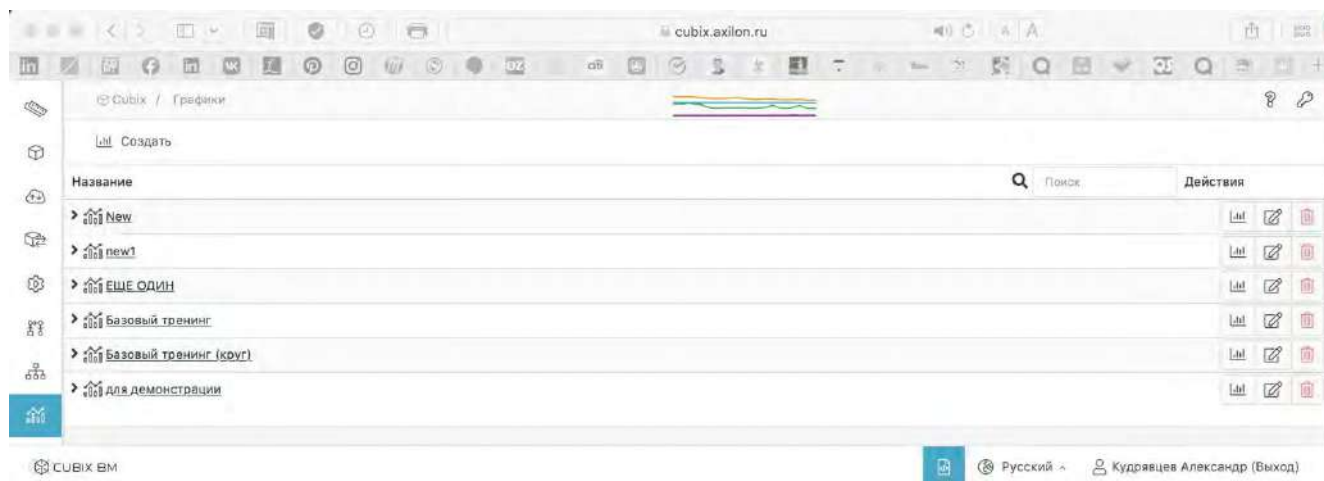 cubix.axilon.ru
Cubix / Графики
Создать
Название Поиск Действия
New
new1
ЕЩЕ ОДИН
Базовый тренинг
Базовый тренинг (круг)
для демонстрации
CUBIX BM Русский Кудрявцев Александр (Выход)